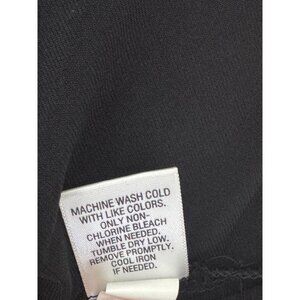 MACHINE WASH COLD
WITH LIKE COLORS.
ONLY NON-
CHLORINE BLEACH
WHEN NEEDED.
TUMBLE DRY LOW.
REMOVE PROMPTLY.
COOL IRON
IF NEEDED.